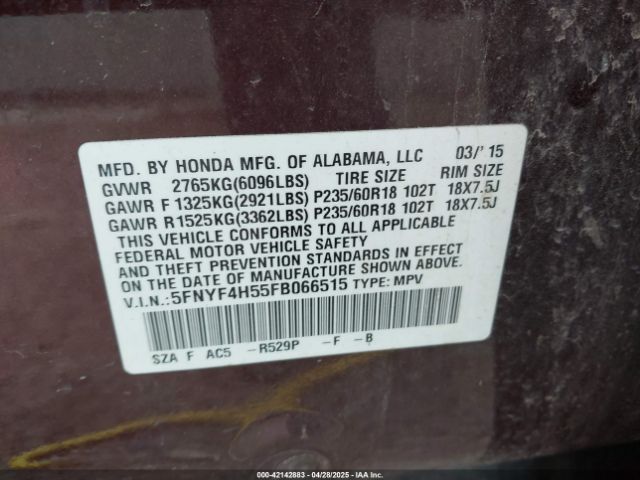 MFD. BY HONDA MFG. OF ALABAMA, LLC 03/'15
GVWR 2765KG(6096LBS) TIRE SIZE RIM SIZE
GAWR F 1325KG(2921LBS) P235/60R18 102T 18X7.5J
GAWR R1525KG(3362LBS) P235/60R18 102T 18X7.5J
THIS VEHICLE CONFORMS TO ALL APPLICABLE
FEDERAL MOTOR VEHICLE SAFETY
AND THEFT PREVENTION STANDARDS IN EFFECT
ON THE DATE OF MANUFACTURE SHOWN ABOVE.
V.I.N.:5FNYF4H55FB066515 TYPE: MPV
SZA F AC5 -R529P -F -B
000-42142883 | 04/28/2025 - IAA Inc.